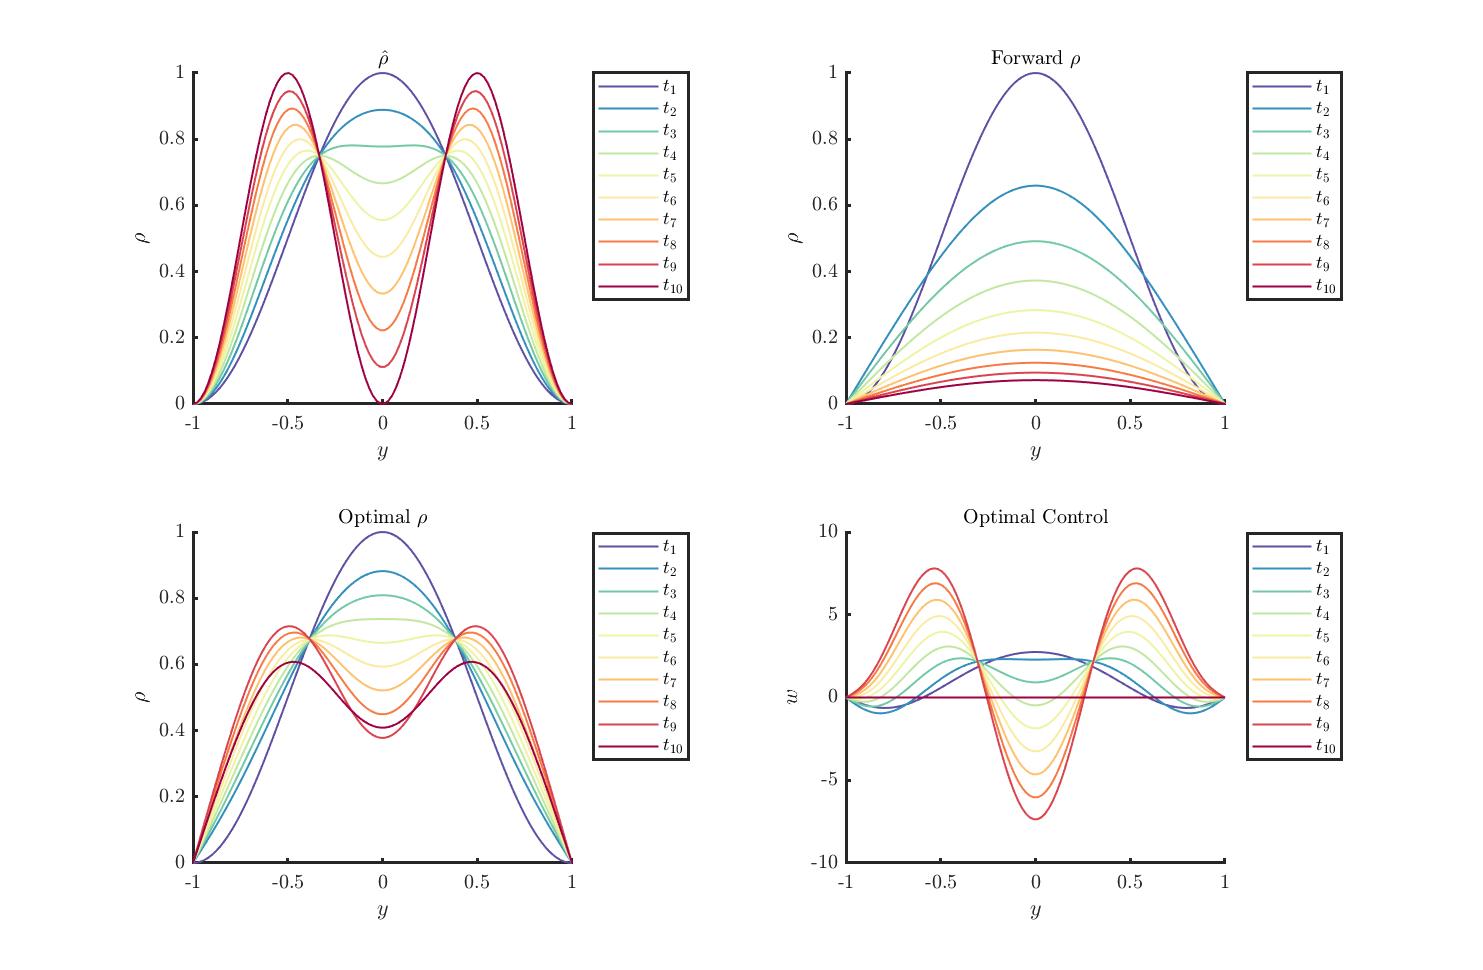 ρ̂
1
0.8
0.6
0.4
0.2
0
ρ
-1 -0.5 0 0.5 1
y
t₁
t₂
t₃
t₄
t₅
t₆
t₇
t₈
t₉
t₁₀
Forward ρ
1
0.8
0.6
0.4
0.2
0
ρ
-1 -0.5 0 0.5 1
y
t₁
t₂
t₃
t₄
t₅
t₆
t₇
t₈
t₉
t₁₀
Optimal ρ
1
0.8
0.6
0.4
0.2
0
ρ
-1 -0.5 0 0.5 1
y
t₁
t₂
t₃
t₄
t₅
t₆
t₇
t₈
t₉
t₁₀
Optimal Control
10
5
0
-5
-10
w
-1 -0.5 0 0.5 1
y
t₁
t₂
t₃
t₄
t₅
t₆
t₇
t₈
t₉
t₁₀